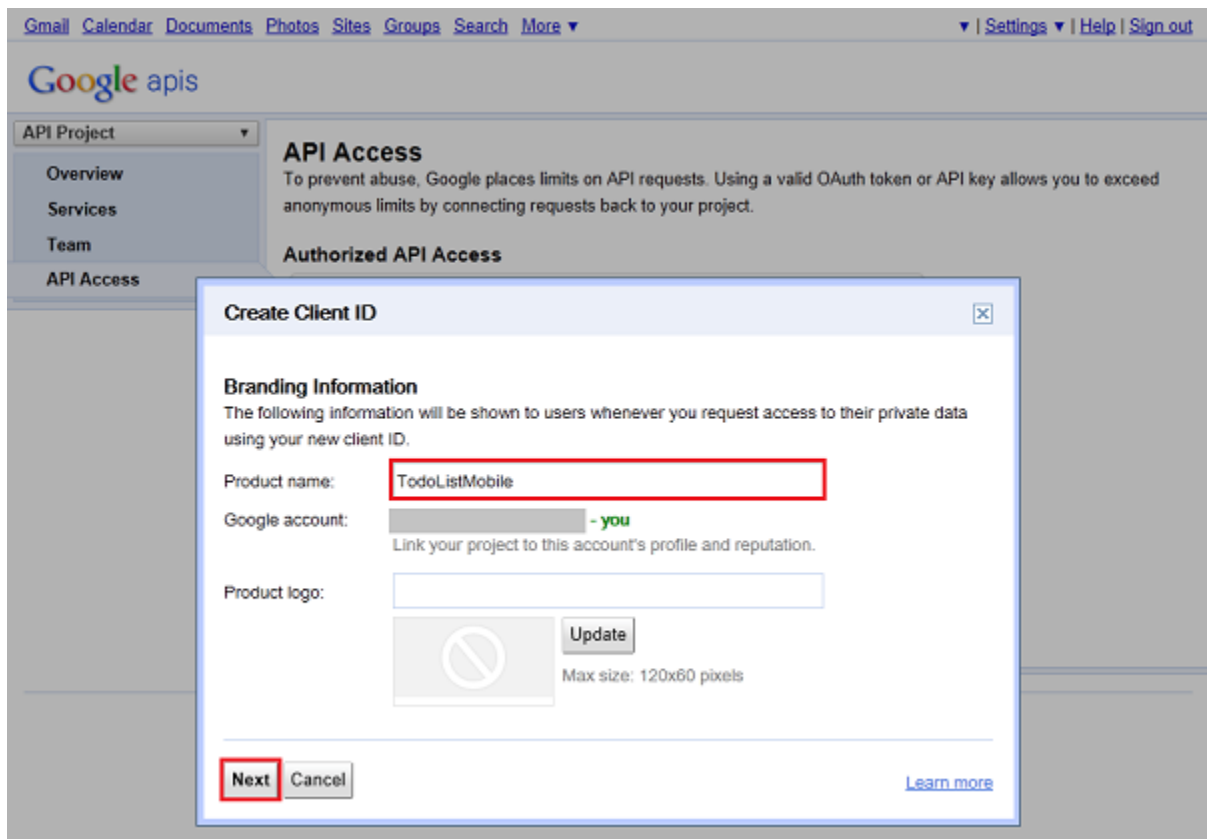 Gmail Calendar Documents Photos Sites Groups Search More ▼ ▼ | Settings ▼ | Help | Sign out
Google apis
API Project ▼
Overview
Services
Team
API Access
API Access
To prevent abuse, Google places limits on API requests. Using a valid OAuth token or API key allows you to exceed
anonymous limits by connecting requests back to your project.
Authorized API Access
Create Client ID
Branding Information
The following information will be shown to users whenever you request access to their private data
using your new client ID.
Product name: TodoListMobile
Google account: - you
Link your project to this account's profile and reputation.
Product logo:
Update
Max size: 120x60 pixels
Next Cancel Learn more